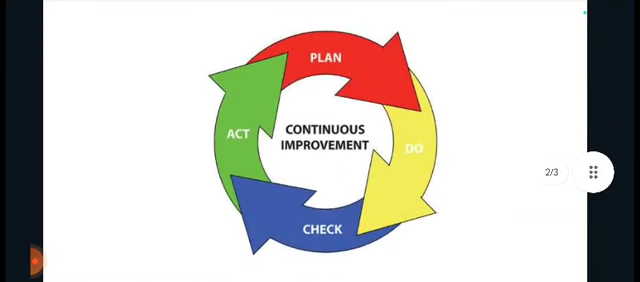 PLAN
DO
CHECK
ACT
CONTINUOUS
IMPROVEMENT
2/3